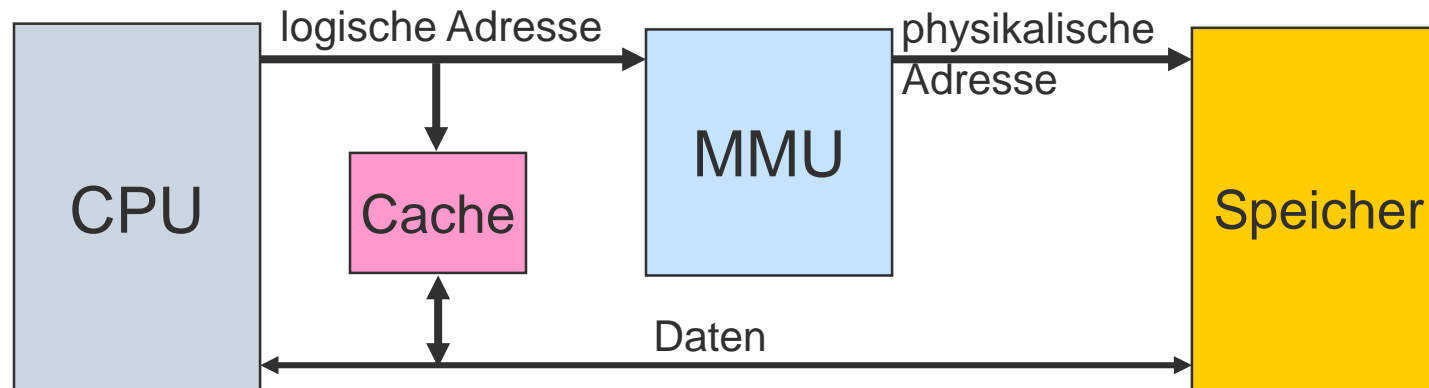 logische Adresse
physikalische
Adresse
CPU
Cache
MMU
Speicher
Daten